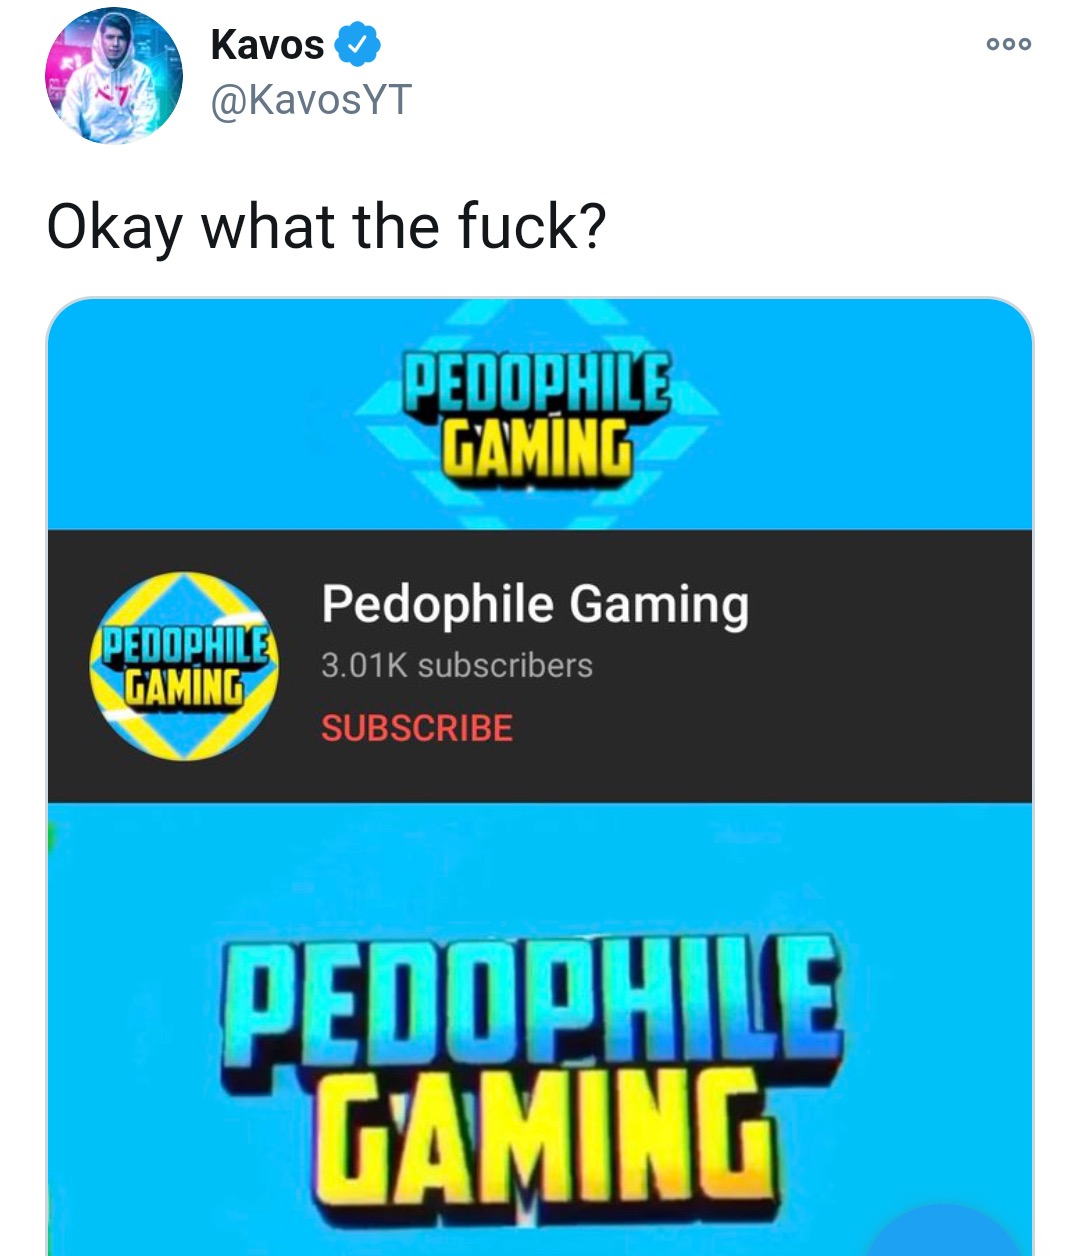 Kavos
@KavosYT
Okay what the fuck?
PEDOPHILE
GAMING
PEDOPHILE
GAMING
Pedophile Gaming
3.01K subscribers
SUBSCRIBE
PEDOPHILE
GAMING